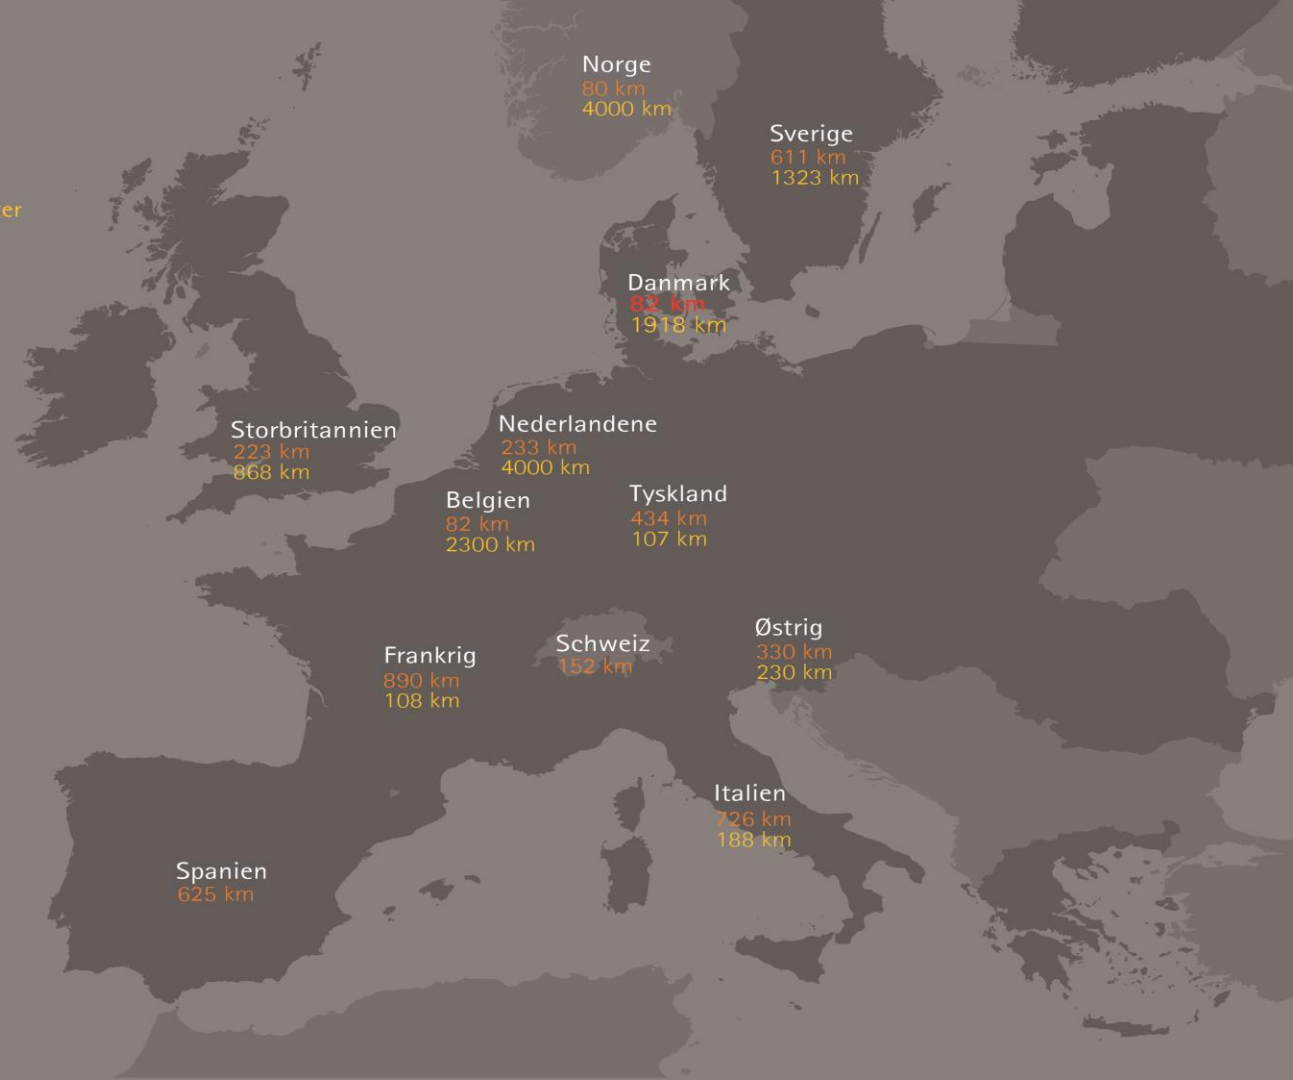 Norge
80 km
4000 km
Sverige
611 km
1323 km
Danmark
82 km
1918 km
Storbritannien
223 km
868 km
Nederlandene
233 km
4000 km
Belgien
82 km
2300 km
Tyskland
434 km
107 km
Frankrig
890 km
108 km
Schweiz
152 km
Østrig
330 km
230 km
Italien
726 km
188 km
Spanien
625 km